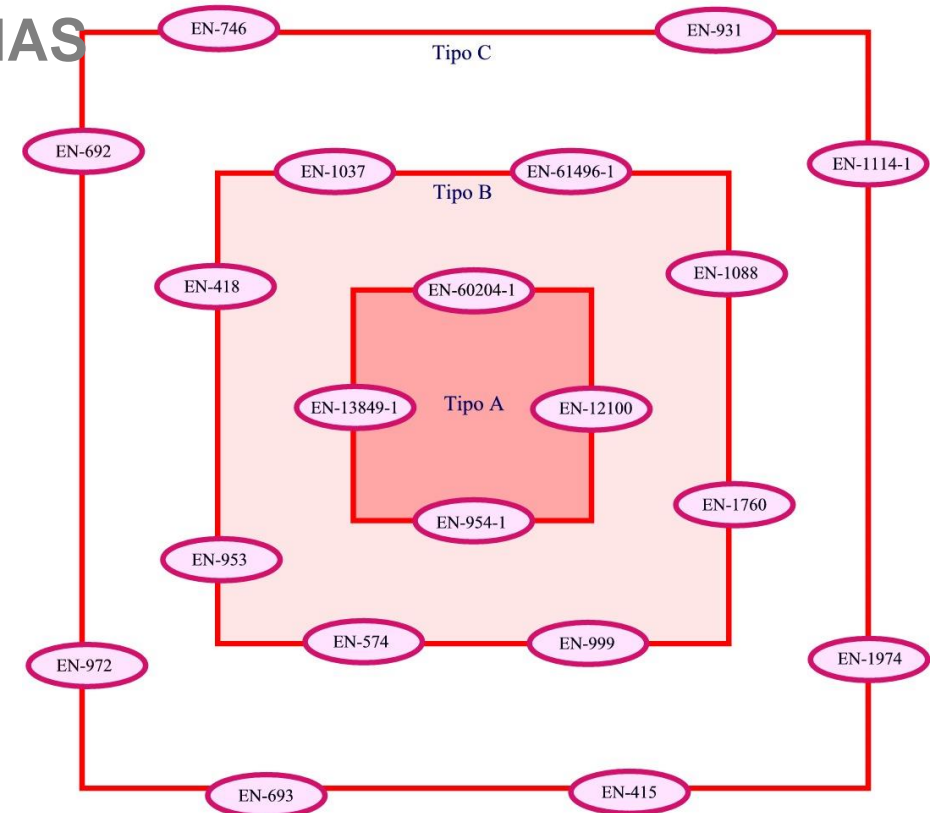 EN-746
EN-931
Tipo C
EN-692
EN-1114-1
EN-1037
EN-61496-1
Tipo B
EN-418
EN-1088
EN-60204-1
EN-13849-1
Tipo A
EN-12100
EN-954-1
EN-1760
EN-953
EN-574
EN-999
EN-972
EN-1974
EN-693
EN-415